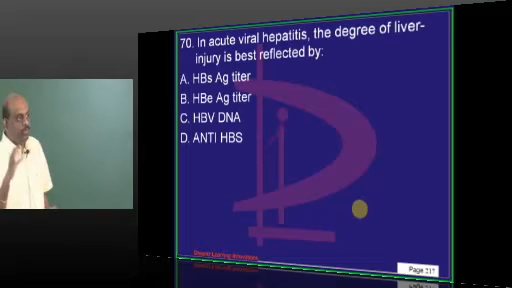 70. In acute viral hepatitis, the degree of liver-
injury is best reflected by:
A. HBs Ag titer
B. HBe Ag titer
C. HBV DNA
D. ANTI HBS
Page 217